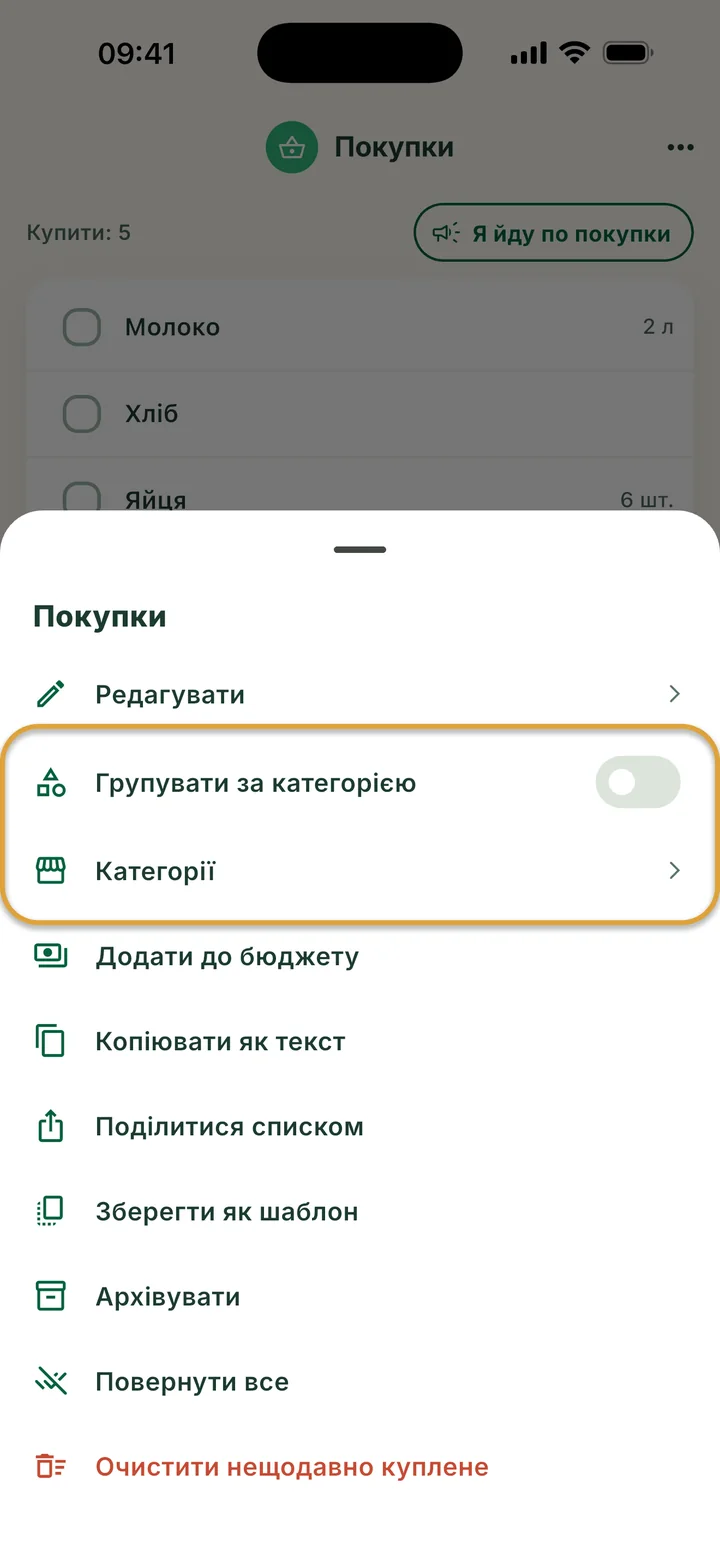 09:41
Покупки
Купити: 5
Я йду по покупки
Молоко
2 л
Хліб
Яйця
6 шт.
Покупки
Редагувати
Групувати за категорією
Категорії
Додати до бюджету
Копіювати як текст
Поділитися списком
Зберегти як шаблон
Архівувати
Повернути все
Очистити нещодавно куплене